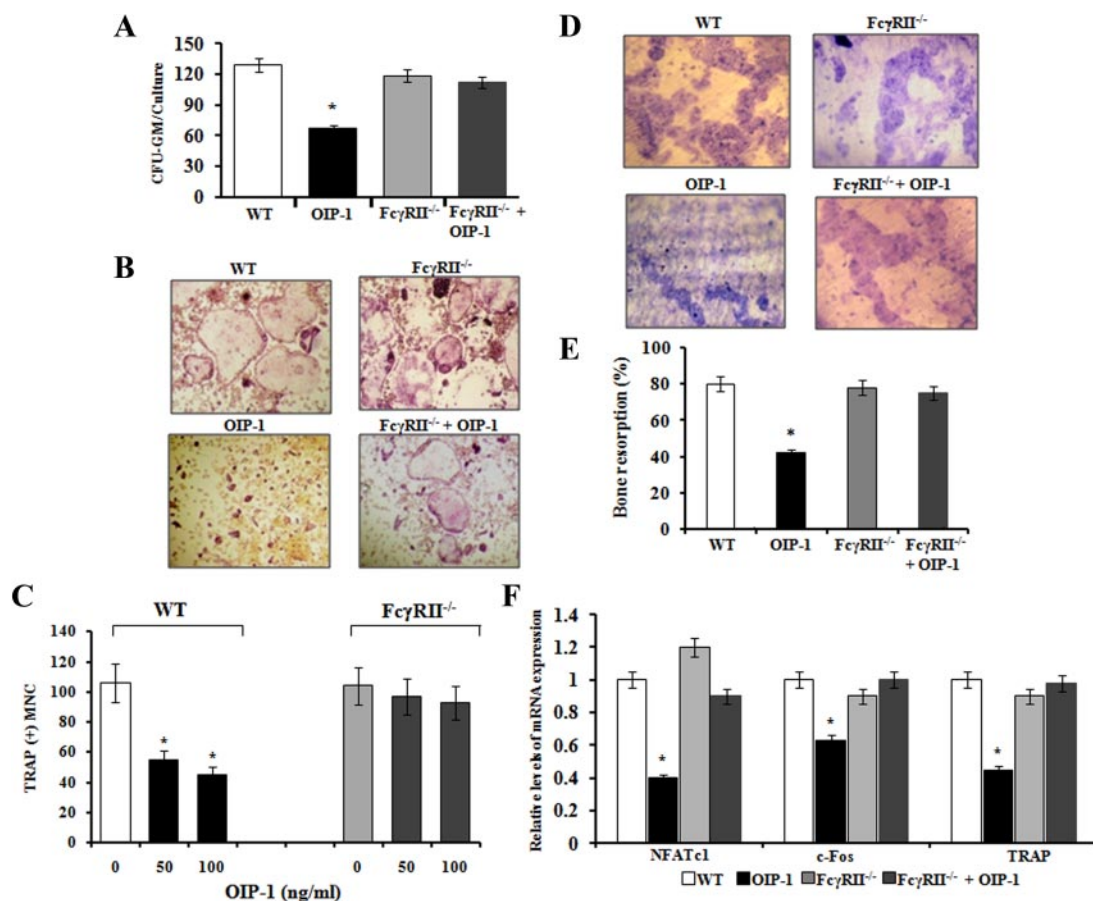 A
CFU-GM/Culture
150
120
90
60
30
0
*
WT
OIP-1
FcγRII-/-
FcγRII-/- +
OIP-1
B
WT
FcγRII-/-
OIP-1
FcγRII-/- + OIP-1
C
WT
FcγRII-/-
TRAP (+) MNC
140
120
100
80
60
40
20
0
*
*
0
50
100
0
50
100
OIP-1 (ng/ml)
D
WT
FcγRII-/-
OIP-1
FcγRII-/- + OIP-1
E
Bone resorption (%)
100
80
60
40
20
0
*
WT
OIP-1
FcγRII-/-
FcγRII-/-
+ OIP-1
F
Relative levels of mRNA expression
1.4
1.2
1
0.8
0.6
0.4
0.2
0
*
*
*
NFATc1
c-Fos
TRAP
WT
OIP-1
FcγRII-/-
FcγRII-/- + OIP-1